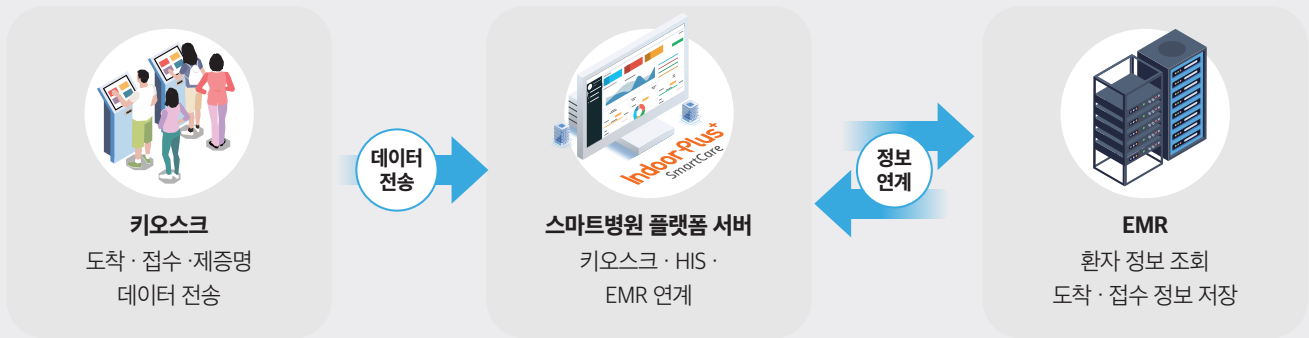 키오스크
도착 · 접수 ·제증명
데이터 전송
데이터
전송
Indoor-Plus+
SmartCare
스마트병원 플랫폼 서버
키오스크 · HIS ·
EMR 연계
정보
연계
EMR
환자 정보 조회
도착 · 접수 정보 저장